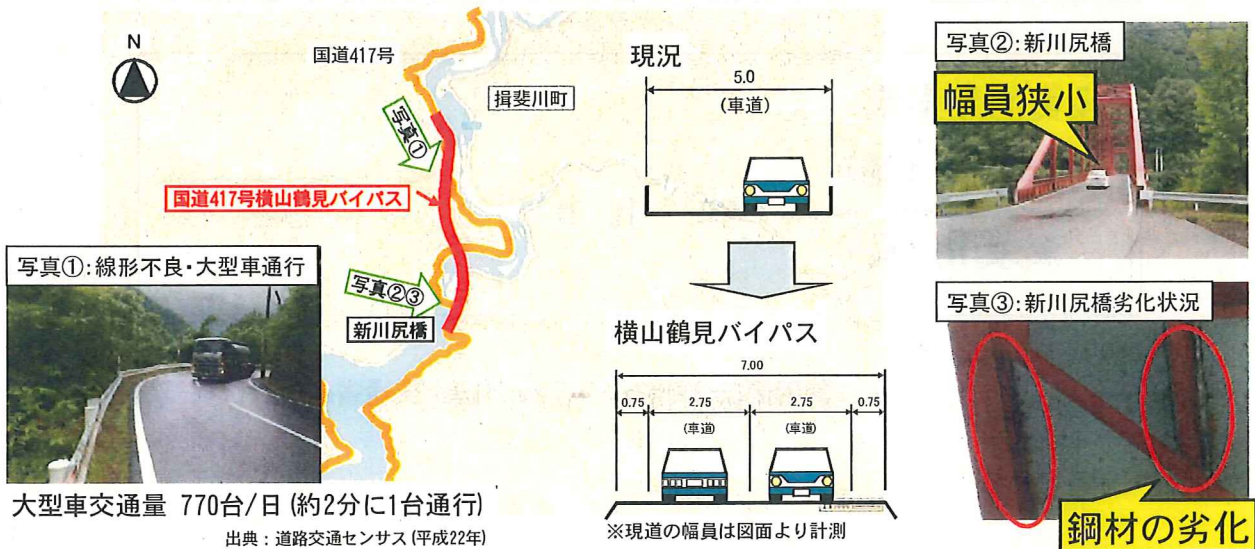 N
国道417号
揖斐川町
写真①
国道417号横山鶴見バイパス
写真②③
新川尻橋
写真①:線形不良・大型車通行
大型車交通量 770台/日 (約2分に1台通行)
出典：道路交通センサス(平成22年)
現況
5.0
(車道)
横山鶴見バイパス
7.00
0.75
2.75
2.75
0.75
(車道)
(車道)
※現道の幅員は図面より計測
写真②:新川尻橋
幅員狭小
写真③:新川尻橋劣化状況
鋼材の劣化